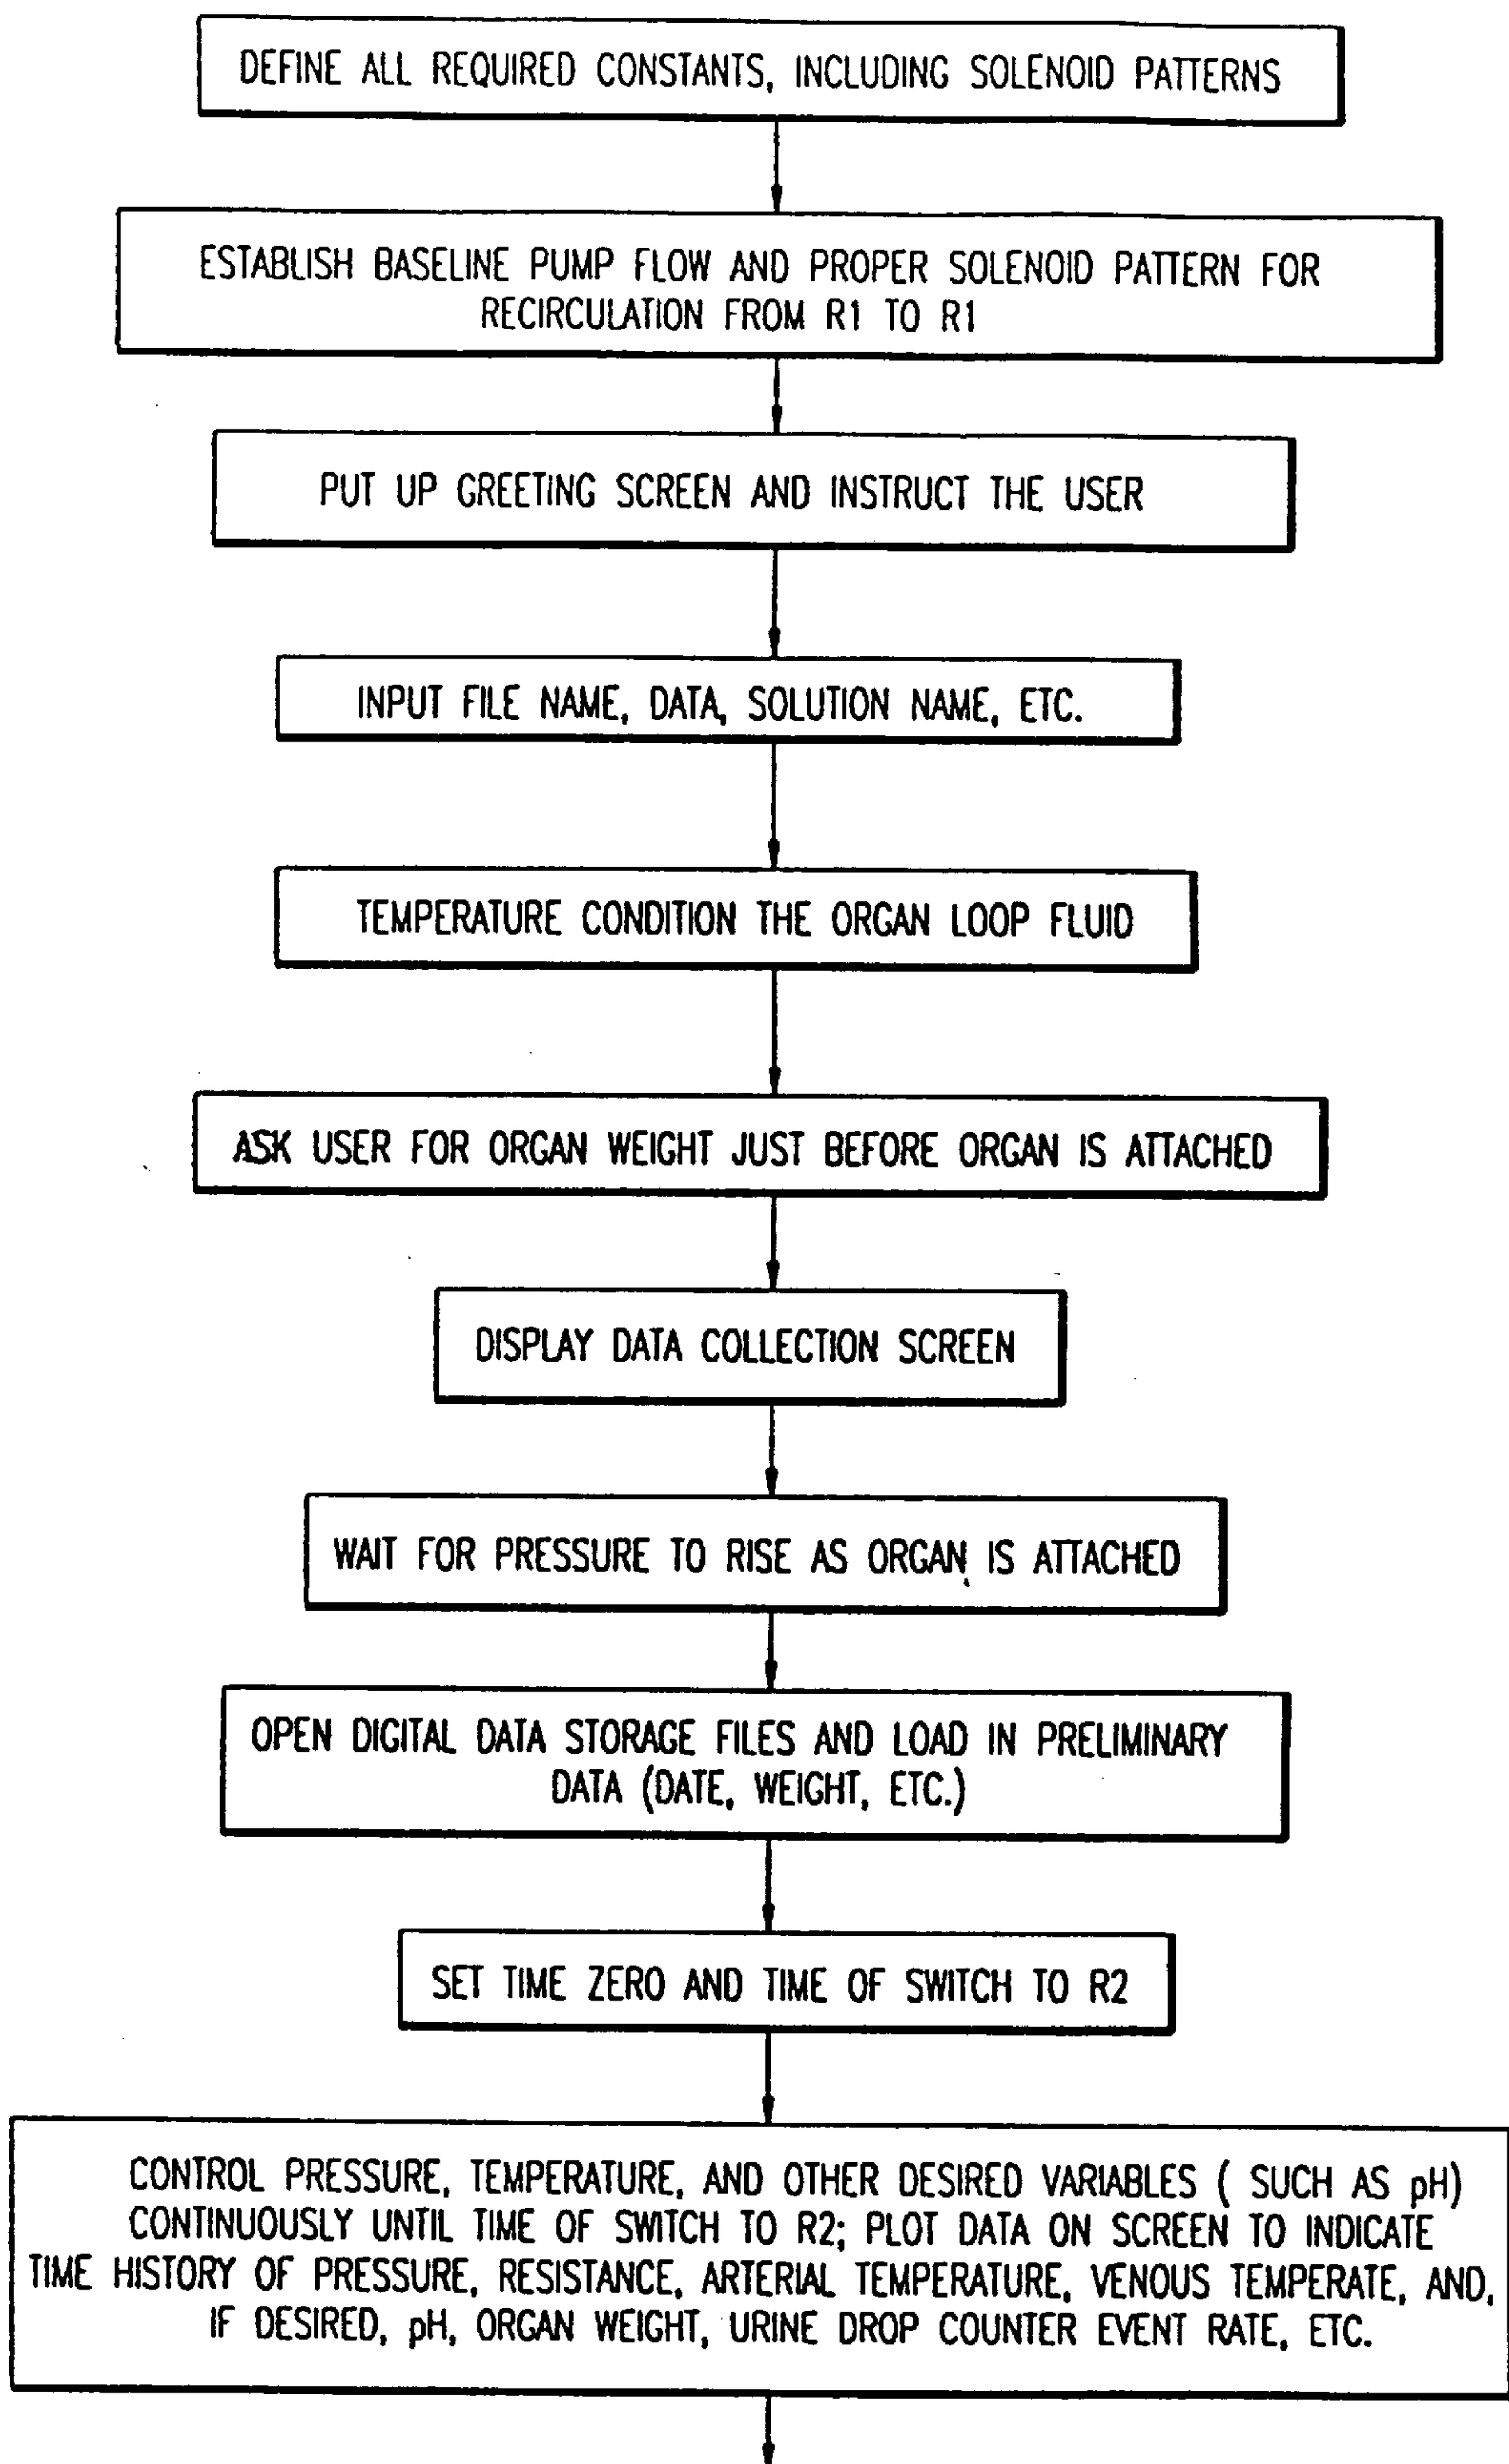 DEFINE ALL REQUIRED CONSTANTS, INCLUDING SOLENOID PATTERNS
ESTABLISH BASELINE PUMP FLOW AND PROPER SOLENOID PATTERN FOR
RECIRCULATION FROM R1 TO R1
PUT UP GREETING SCREEN AND INSTRUCT THE USER
INPUT FILE NAME, DATA, SOLUTION NAME, ETC.
TEMPERATURE CONDITION THE ORGAN LOOP FLUID
ASK USER FOR ORGAN WEIGHT JUST BEFORE ORGAN IS ATTACHED
DISPLAY DATA COLLECTION SCREEN
WAIT FOR PRESSURE TO RISE AS ORGAN IS ATTACHED
OPEN DIGITAL DATA STORAGE FILES AND LOAD IN PRELIMINARY
DATA (DATE, WEIGHT, ETC.)
SET TIME ZERO AND TIME OF SWITCH TO R2
CONTROL PRESSURE, TEMPERATURE, AND OTHER DESIRED VARIABLES ( SUCH AS pH)
CONTINUOUSLY UNTIL TIME OF SWITCH TO R2; PLOT DATA ON SCREEN TO INDICATE
TIME HISTORY OF PRESSURE, RESISTANCE, ARTERIAL TEMPERATURE, VENOUS TEMPERATE, AND,
IF DESIRED, pH, ORGAN WEIGHT, URINE DROP COUNTER EVENT RATE, ETC.